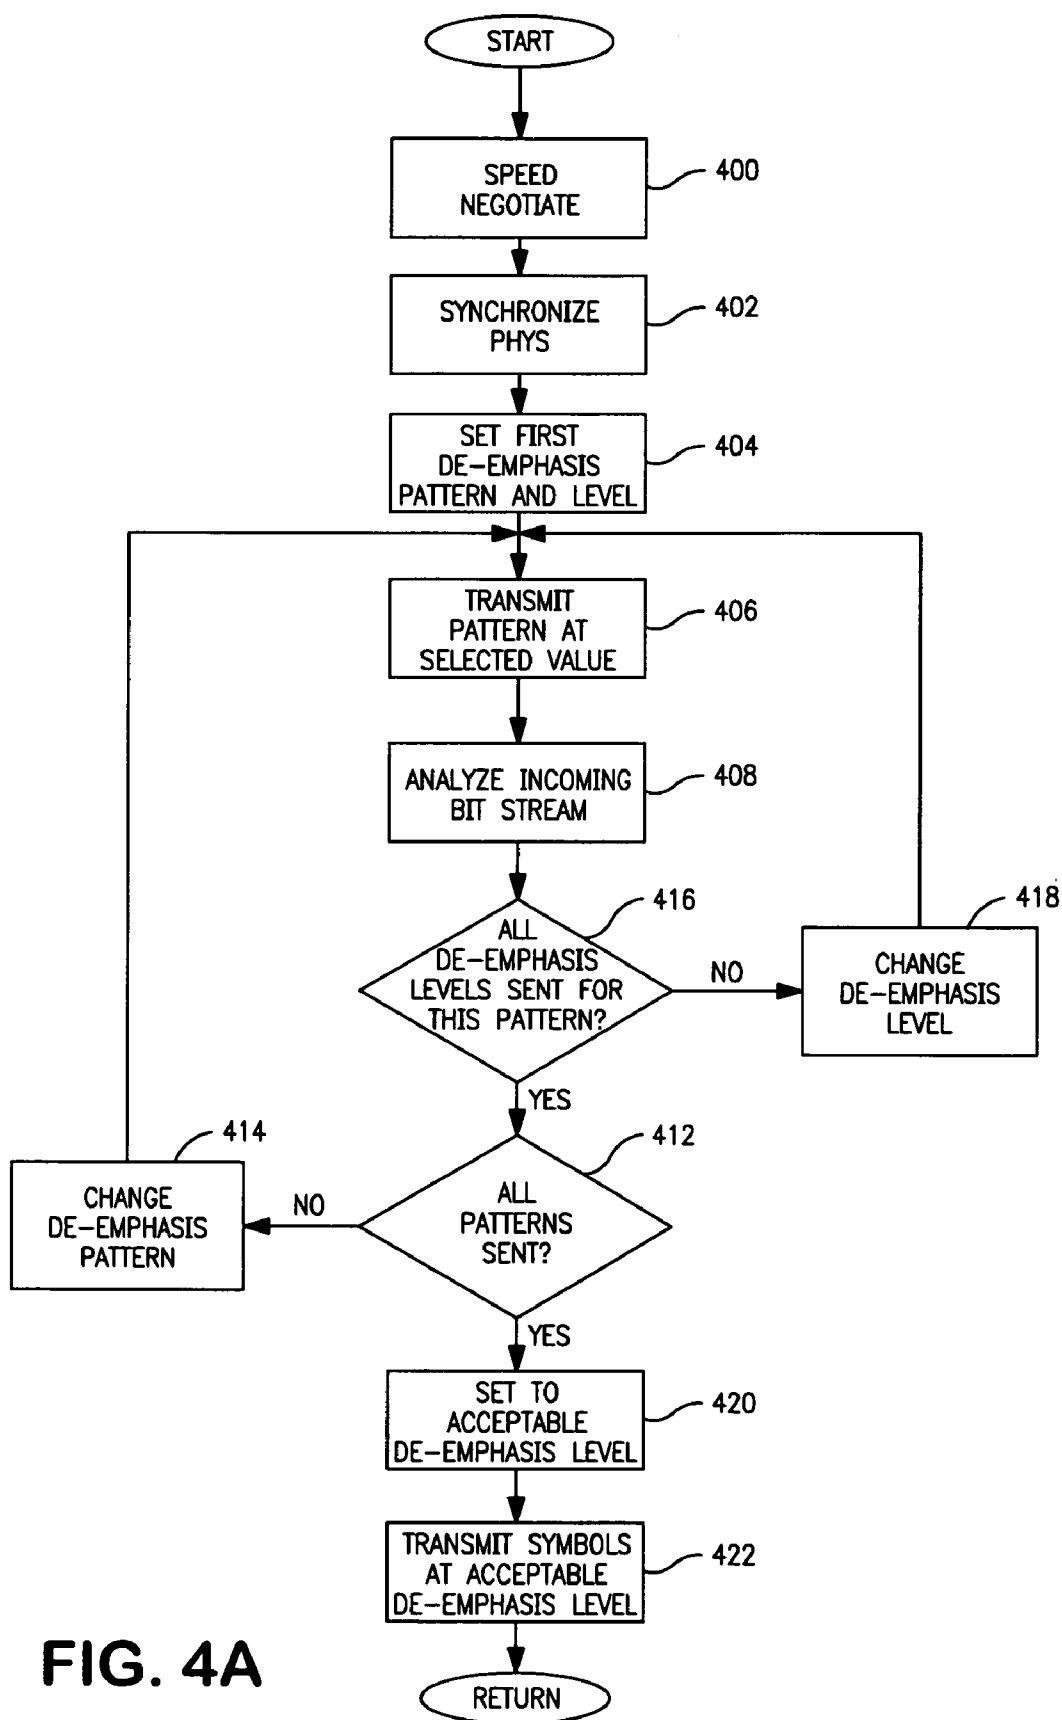 START
SPEED
NEGOTIATE
400
SYNCHRONIZE
PHYS
402
SET FIRST
DE-EMPHASIS
PATTERN AND LEVEL
404
TRANSMIT
PATTERN AT
SELECTED VALUE
406
ANALYZE INCOMING
BIT STREAM
408
ALL
DE-EMPHASIS
LEVELS SENT FOR
THIS PATTERN?
416
NO
CHANGE
DE-EMPHASIS
LEVEL
418
YES
ALL
PATTERNS
SENT?
412
NO
CHANGE
DE-EMPHASIS
PATTERN
414
YES
SET TO
ACCEPTABLE
DE-EMPHASIS LEVEL
420
TRANSMIT SYMBOLS
AT ACCEPTABLE
DE-EMPHASIS LEVEL
422
RETURN
FIG. 4A